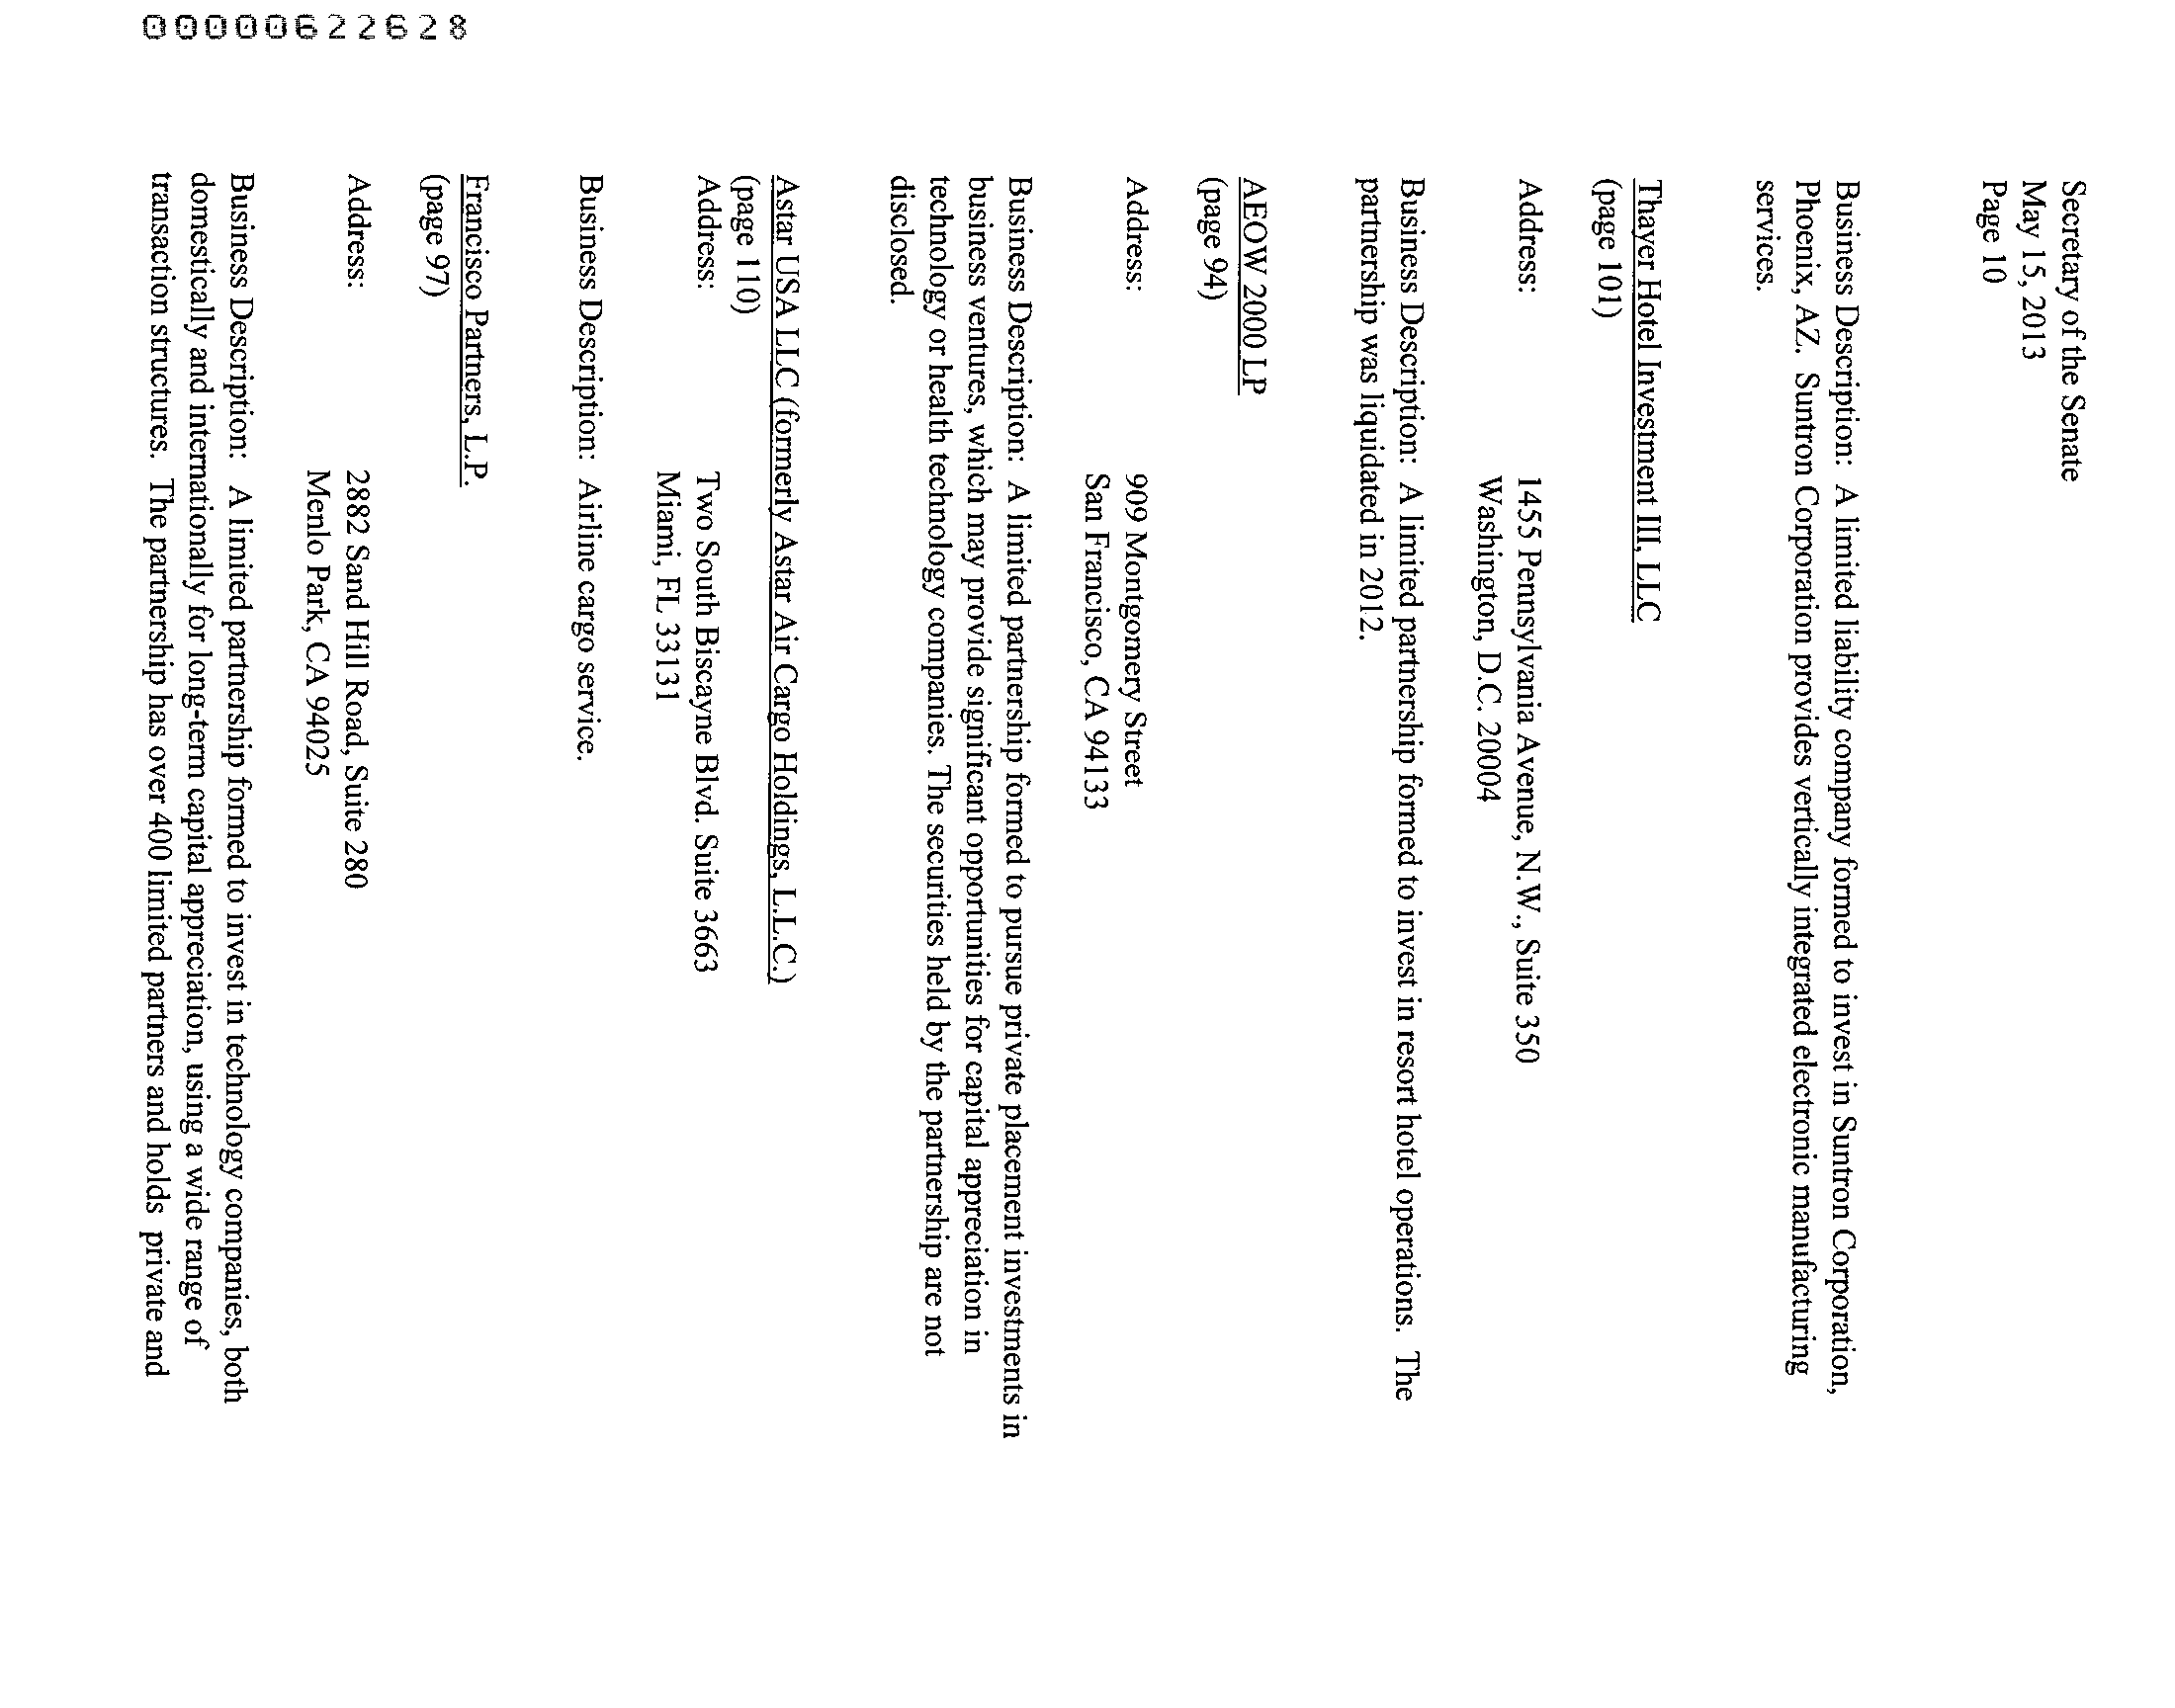 Secretary of the Senate
May 15, 2013
Page 10
Business Description:  A limited liability company formed to invest in Suntron Corporation,
Phoenix, AZ.  Suntron Corporation provides vertically integrated electronic manufacturing
services.
Thayer Hotel Investment III, LLC
(page 101)
Address: 1455 Pennsylvania Avenue, N.W., Suite 350
Washington, D.C. 20004
Business Description:  A limited partnership formed to invest in resort hotel operations.  The
partnership was liquidated in 2012.
AEOW 2000 LP
(page 94)
Address: 909 Montgomery Street
San Francisco, CA 94133
Business Description:  A limited partnership formed to pursue private placement investments in
business ventures, which may provide significant opportunities for capital appreciation in
technology or health technology companies. The securities held by the partnership are not
disclosed.
Astar USA LLC (formerly Astar Air Cargo Holdings, L.L.C.)
(page 110)
Address: Two South Biscayne Blvd. Suite 3663
Miami, FL 33131
Business Description:  Airline cargo service.
Francisco Partners, L.P.
(page 97)
Address: 2882 Sand Hill Road, Suite 280
Menlo Park, CA 94025
Business Description:  A limited partnership formed to invest in technology companies, both
domestically and internationally for long-term capital appreciation, using a wide range of
transaction structures.  The partnership has over 400 limited partners and holds  private and
00000622628